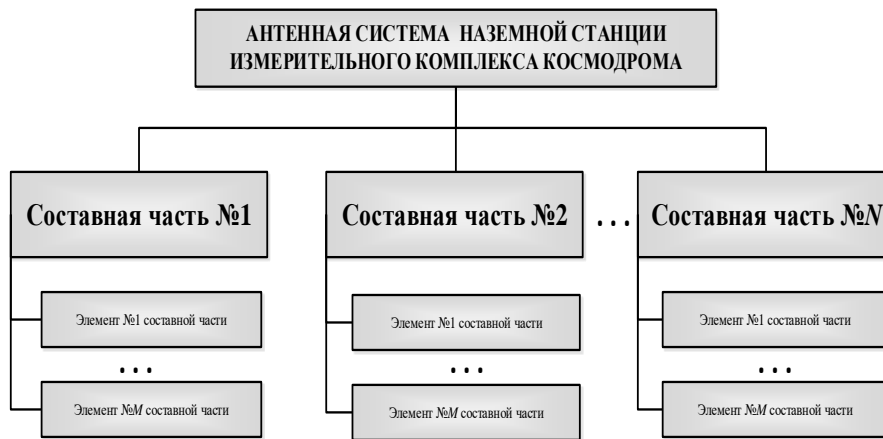 АНТЕННАЯ СИСТЕМА НАЗЕМНОЙ СТАНЦИИ
ИЗМЕРИТЕЛЬНОГО КОМПЛЕКСА КОСМОДРОМА
Составная часть №1
Составная часть №2
. . .
Составная часть №N
Элемент №1 составной части
Элемент №1 составной части
Элемент №1 составной части
. . .
. . .
. . .
Элемент №M составной части
Элемент №M составной части
Элемент №M составной части